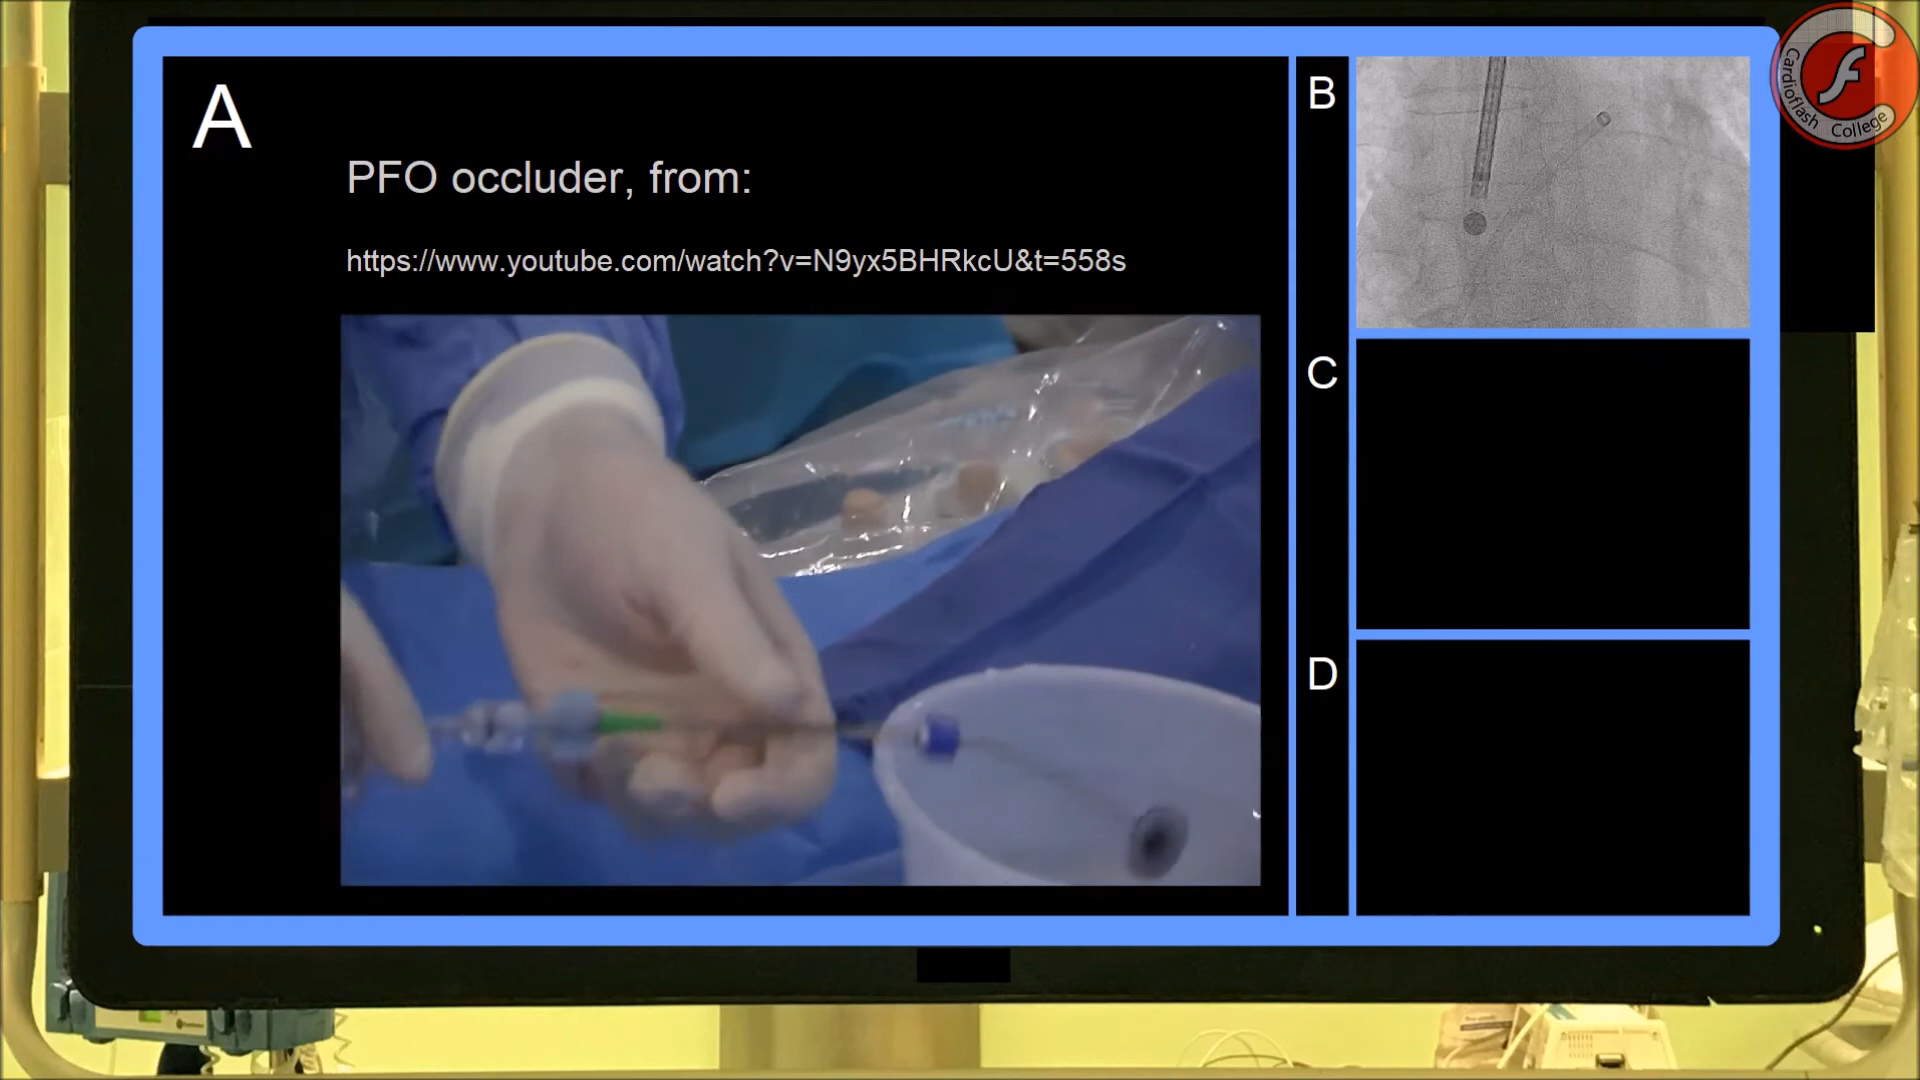 A
PFO occluder, from:
https://www.youtube.com/watch?v=N9yx5BHRkcU&t=558s
B
C
D
Cardioflash College